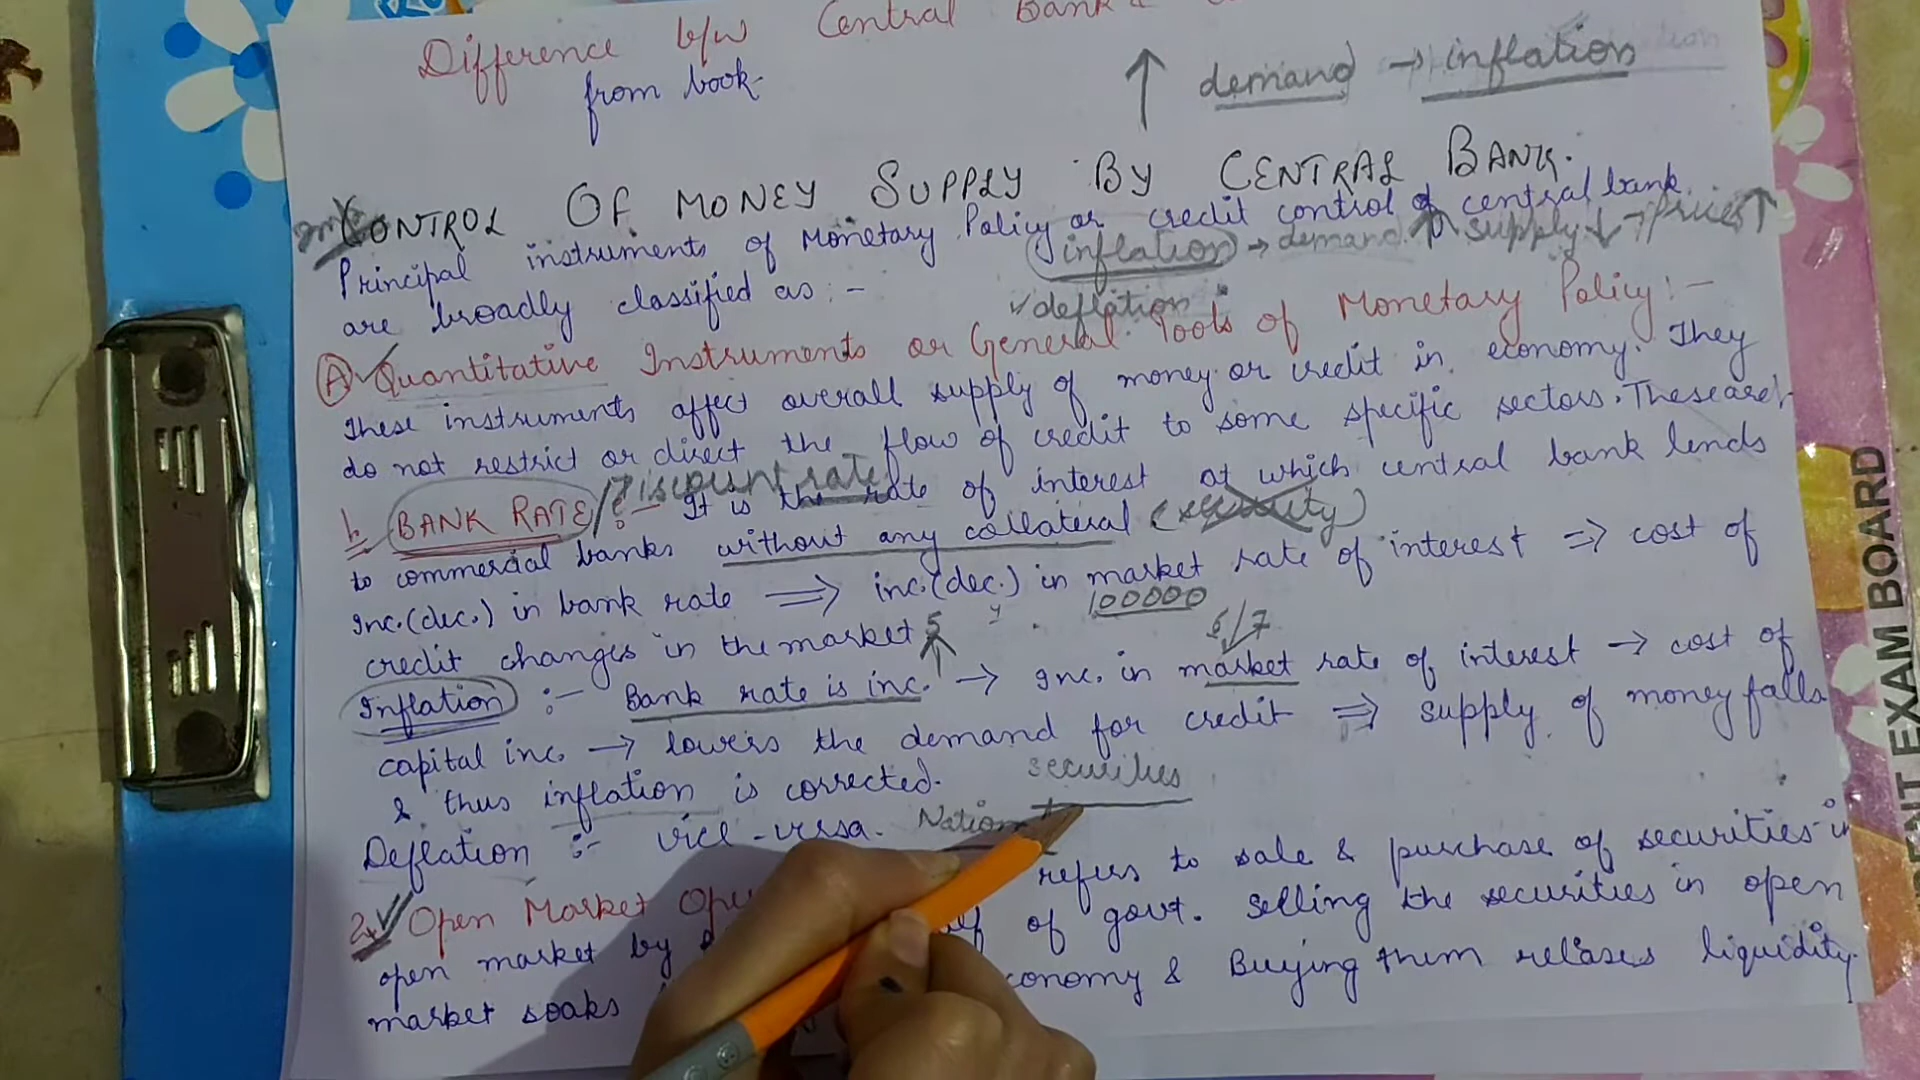 Difference b/w Central Bank &
from book-
↑ demand → inflation
CONTROL OF MONEY SUPPLY BY CENTRAL BANK.
Principal instruments of Monetary Policy or credit control of central bank
are broadly classified as :-
inflation → demand ↑ supply ↓ → prices ↑
✓ deflation
(A) Quantitative Instruments or General Tools of Monetary Policy :-
These instruments affect overall supply of money or credit in economy. They
do not restrict or direct the flow of credit to some specific sectors. These are
1. BANK RATE / Discount rate :- It is the rate of interest at which central bank lends
to commercial banks without any collateral (security)
Inc.(dec.) in bank rate ⇒ inc.(dec.) in market rate of interest ⇒ cost of
100000
credit changes in the market
5 6/7
Inflation :- Bank rate is inc. → Inc. in market rate of interest → cost of
capital inc. → lowers the demand for credit ⇒ supply of money falls
& thus inflation is corrected.
securities
Deflation :- vice-versa.
2. Open Market refers to sale & purchase of securities in
open market by of govt. Selling the securities in open
market soaks economy & Buying them releases liquidity.
ENT EXAM BOARD